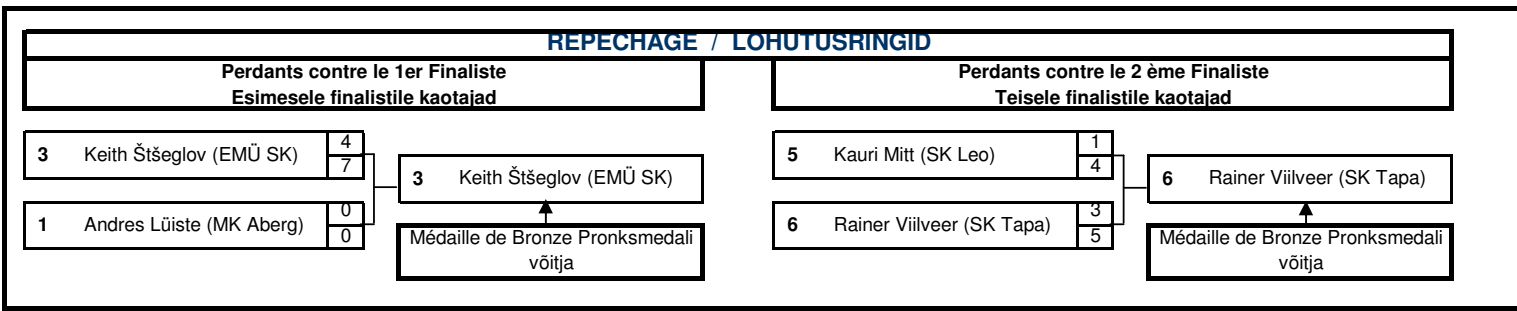 REPECHAGE / LOHUTUSRINGID
Perdants contre le 1er Finaliste
Esimesele finalistile kaotajad
Perdants contre le 2 ème Finaliste
Teisele finalistile kaotajad
3 Keith Štšeglov (EMÜ SK) 4
7
3 Keith Štšeglov (EMÜ SK)
1 Andres Lüiste (MK Aberg) 0
0
Médaille de Bronze Pronksmedali
võitja
5 Kauri Mitt (SK Leo) 1
4
6 Rainer Viilveer (SK Tapa)
6 Rainer Viilveer (SK Tapa) 3
5
Médaille de Bronze Pronksmedali
võitja